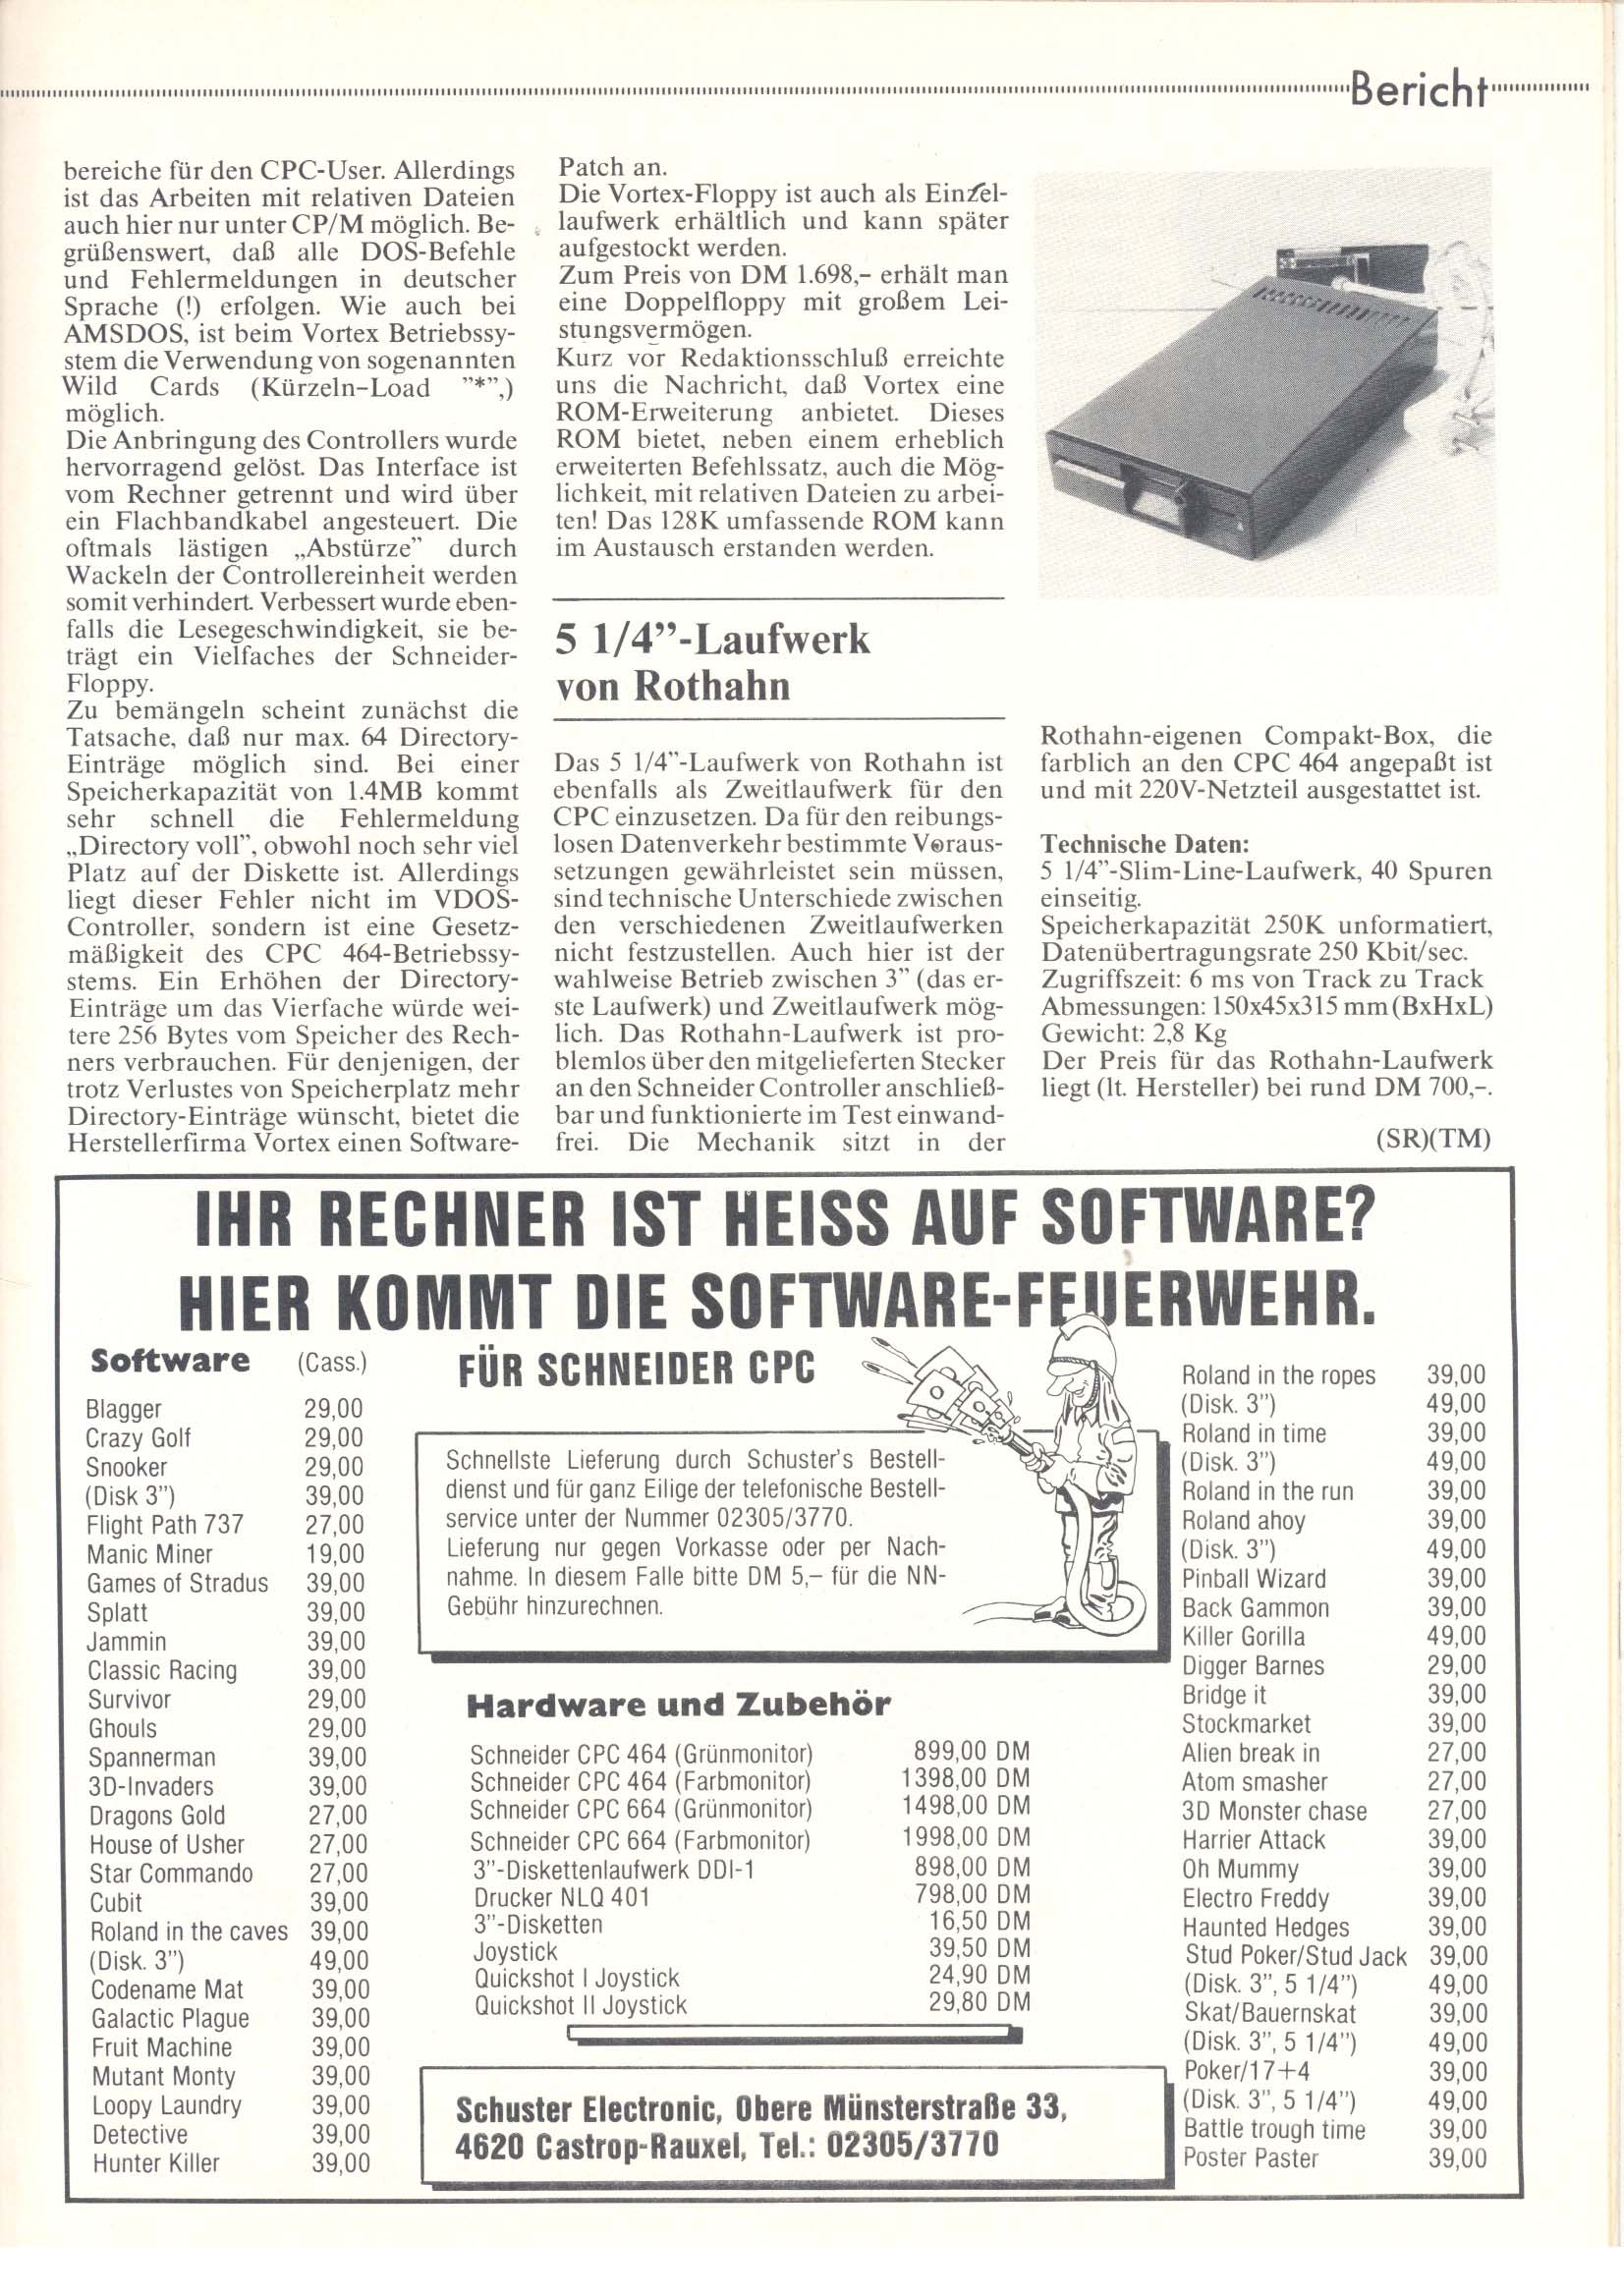 Bericht
bereiche für den CPC-User. Allerdings
ist das Arbeiten mit relativen Dateien
auch hier nur unter CP/M möglich. Be-
grüßenswert, daß alle DOS-Befehle
und Fehlermeldungen in deutscher
Sprache (!) erfolgen. Wie auch bei
AMSDOS, ist beim Vortex Betriebssy-
stem die Verwendung von sogenannten
Wild Cards (Kürzeln-Load ”*”,)
möglich.
Die Anbringung des Controllers wurde
hervorragend gelöst. Das Interface ist
vom Rechner getrennt und wird über
ein Flachbandkabel angesteuert. Die
oftmals lästigen „Abstürze” durch
Wackeln der Controllereinheit werden
somit verhindert. Verbessert wurde eben-
falls die Lesegeschwindigkeit, sie be-
trägt ein Vielfaches der Schneider-
Floppy.
Zu bemängeln scheint zunächst die
Tatsache, daß nur max. 64 Directory-
Einträge möglich sind. Bei einer
Speicherkapazität von 1.4MB kommt
sehr schnell die Fehlermeldung
„Directory voll”, obwohl noch sehr viel
Platz auf der Diskette ist. Allerdings
liegt dieser Fehler nicht im VDOS-
Controller, sondern ist eine Gesetz-
mäßigkeit des CPC 464-Betriebssy-
stems. Ein Erhöhen der Directory-
Einträge um das Vierfache würde wei-
tere 256 Bytes vom Speicher des Rech-
ners verbrauchen. Für denjenigen, der
trotz Verlustes von Speicherplatz mehr
Directory-Einträge wünscht, bietet die
Herstellerfirma Vortex einen Software-
Patch an.
Die Vortex-Floppy ist auch als Einzel-
laufwerk erhältlich und kann später
aufgestockt werden.
Zum Preis von DM 1.698,– erhält man
eine Doppelfloppy mit großem Lei-
stungsvermögen.
Kurz vor Redaktionsschluß erreichte
uns die Nachricht, daß Vortex eine
ROM-Erweiterung anbietet. Dieses
ROM bietet, neben einem erheblich
erweiterten Befehlssatz, auch die Mög-
lichkeit, mit relativen Dateien zu arbei-
ten! Das 128K umfassende ROM kann
im Austausch erstanden werden.
5 1/4”-Laufwerk
von Rothahn
Das 5 1/4”-Laufwerk von Rothahn ist
ebenfalls als Zweitlaufwerk für den
CPC einzusetzen. Da für den reibungs-
losen Datenverkehr bestimmte Voraus-
setzungen gewährleistet sein müssen,
sind technische Unterschiede zwischen
den verschiedenen Zweitlaufwerken
nicht festzustellen. Auch hier ist der
wahlweise Betrieb zwischen 3” (das er-
ste Laufwerk) und Zweitlaufwerk mög-
lich. Das Rothahn-Laufwerk ist pro-
blemlos über den mitgelieferten Stecker
an den Schneider Controller anschließ-
bar und funktionierte im Test einwand-
frei. Die Mechanik sitzt in der
Rothahn-eigenen Compakt-Box, die
farblich an den CPC 464 angepaßt ist
und mit 220V-Netzteil ausgestattet ist.
Technische Daten:
5 1/4”-Slim-Line-Laufwerk, 40 Spuren
einseitig.
Speicherkapazität 250K unformatiert,
Datenübertragungsrate 250 Kbit/sec.
Zugriffszeit: 6 ms von Track zu Track
Abmessungen: 150x45x315 mm (BxHxL)
Gewicht: 2,8 Kg
Der Preis für das Rothahn-Laufwerk
liegt (lt. Hersteller) bei rund DM 700,–.
(SR)(TM)
IHR RECHNER IST HEISS AUF SOFTWARE?
HIER KOMMT DIE SOFTWARE-FEUERWEHR.
Software (Cass.)
Blagger 29,00
Crazy Golf 29,00
Snooker 29,00
(Disk 3”) 39,00
Flight Path 737 27,00
Manic Miner 19,00
Games of Stradus 39,00
Splatt 39,00
Jammin 39,00
Classic Racing 39,00
Survivor 29,00
Ghouls 29,00
Spannerman 39,00
3D-Invaders 39,00
Dragons Gold 27,00
House of Usher 27,00
Star Commando 27,00
Cubit 39,00
Roland in the caves 39,00
(Disk. 3”) 49,00
Codename Mat 39,00
Galactic Plague 39,00
Fruit Machine 39,00
Mutant Monty 39,00
Loopy Laundry 39,00
Detective 39,00
Hunter Killer 39,00
FÜR SCHNEIDER CPC
Schnellste Lieferung durch Schuster's Bestell-
dienst und für ganz Eilige der telefonische Bestell-
service unter der Nummer 02305/3770.
Lieferung nur gegen Vorkasse oder per Nach-
nahme. In diesem Falle bitte DM 5,– für die NN-
Gebühr hinzurechnen.
Hardware und Zubehör
Schneider CPC 464 (Grünmonitor) 899,00 DM
Schneider CPC 464 (Farbmonitor) 1398,00 DM
Schneider CPC 664 (Grünmonitor) 1498,00 DM
Schneider CPC 664 (Farbmonitor) 1998,00 DM
3”-Diskettenlaufwerk DDI-1 898,00 DM
Drucker NLQ 401 798,00 DM
3”-Disketten 16,50 DM
Joystick 39,50 DM
Quickshot I Joystick 24,90 DM
Quickshot II Joystick 29,80 DM
Schuster Electronic, Obere Münsterstraße 33,
4620 Castrop-Rauxel, Tel.: 02305/3770
Roland in the ropes 39,00
(Disk. 3”) 49,00
Roland in time 39,00
(Disk. 3”) 49,00
Roland in the run 39,00
Roland ahoy 39,00
(Disk. 3”) 49,00
Pinball Wizard 39,00
Back Gammon 39,00
Killer Gorilla 49,00
Digger Barnes 29,00
Bridge it 39,00
Stockmarket 39,00
Alien break in 27,00
Atom smasher 27,00
3D Monster chase 27,00
Harrier Attack 39,00
Oh Mummy 39,00
Electro Freddy 39,00
Haunted Hedges 39,00
Stud Poker/Stud Jack 39,00
(Disk. 3”, 5 1/4”) 49,00
Skat/Bauernskat 39,00
(Disk. 3”, 5 1/4”) 49,00
Poker/17+4 39,00
(Disk. 3”, 5 1/4”) 49,00
Battle trough time 39,00
Poster Paster 39,00